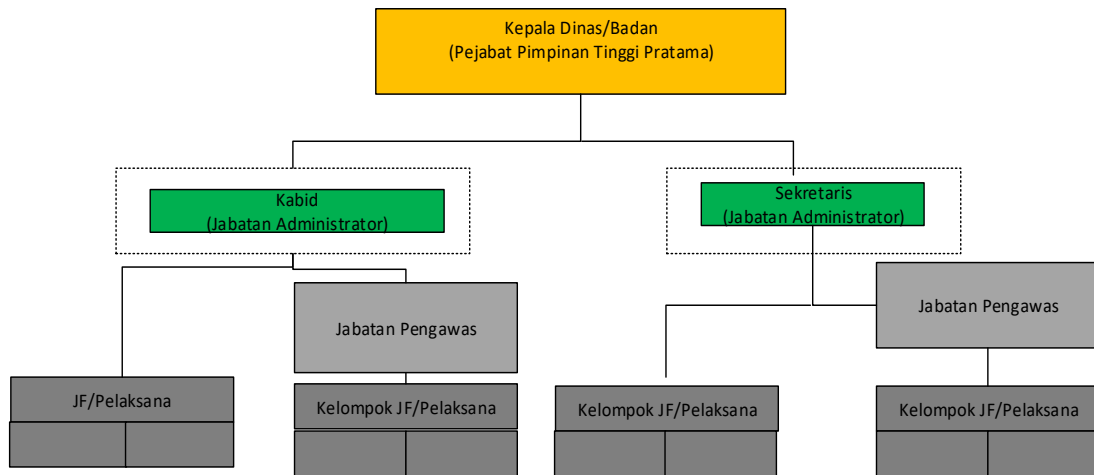 Kepala Dinas/Badan
(Pejabat Pimpinan Tinggi Pratama)
Kabid
(Jabatan Administrator)
Sekretaris
(Jabatan Administrator)
Jabatan Pengawas
Jabatan Pengawas
JF/Pelaksana
Kelompok JF/Pelaksana
Kelompok JF/Pelaksana
Kelompok JF/Pelaksana